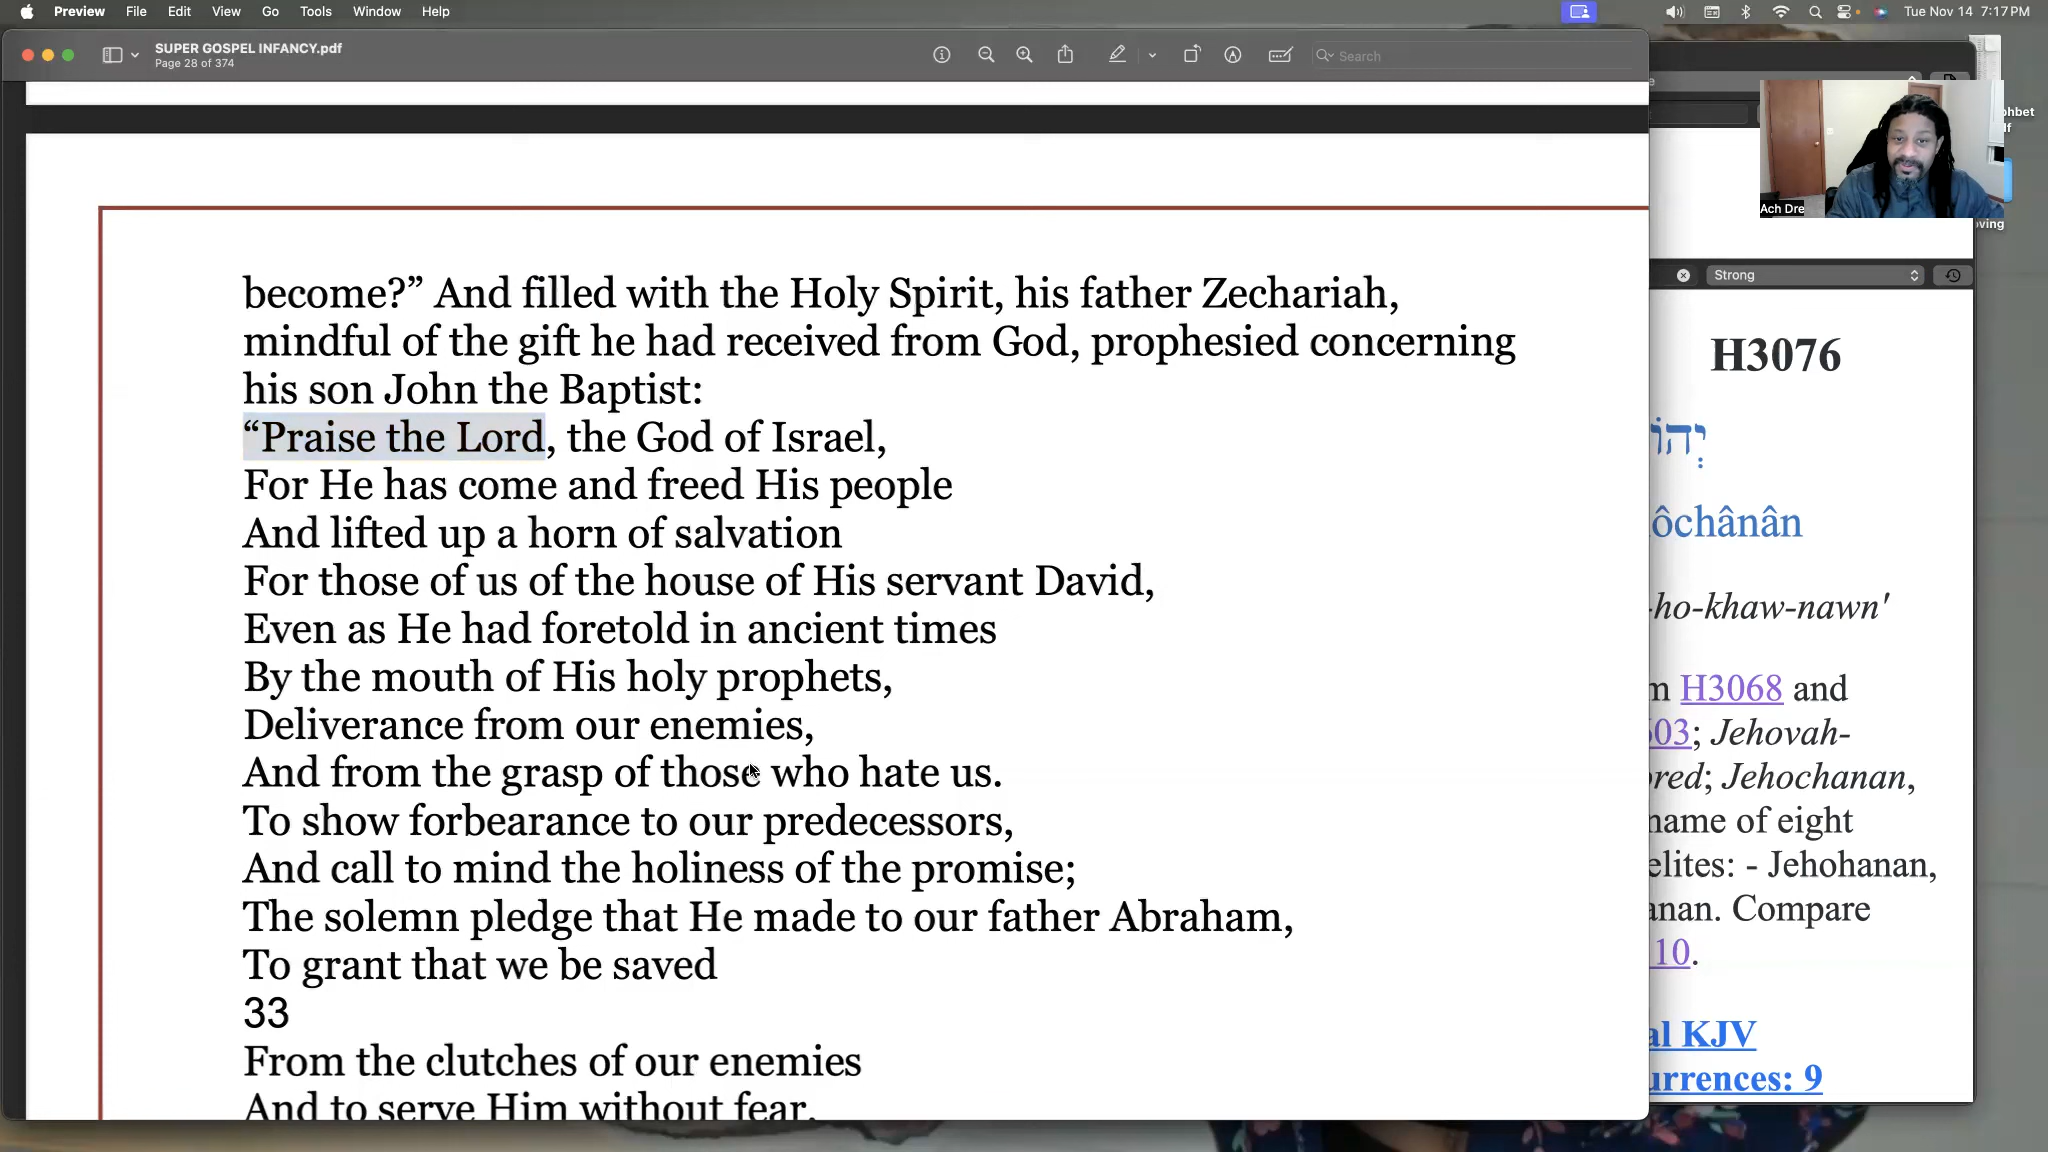 Preview File Edit View Go Tools Window Help
Tue Nov 14 7:17 PM
SUPER GOSPEL INFANCY.pdf
Page 28 of 374
Search
Ach Dre
become?” And filled with the Holy Spirit, his father Zechariah,
mindful of the gift he had received from God, prophesied concerning
his son John the Baptist:
“Praise the Lord, the God of Israel,
For He has come and freed His people
And lifted up a horn of salvation
For those of us of the house of His servant David,
Even as He had foretold in ancient times
By the mouth of His holy prophets,
Deliverance from our enemies,
And from the grasp of those who hate us.
To show forbearance to our predecessors,
And call to mind the holiness of the promise;
The solemn pledge that He made to our father Abraham,
To grant that we be saved
33
From the clutches of our enemies
And to serve Him without fear,
Strong
H3076
יְהוֹ
ôchânân
-ho-khaw-nawn'
m H3068 and
603; Jehovah-
ored; Jehochanan,
name of eight
elites: - Jehohanan,
anan. Compare
10.
al KJV
urrences: 9